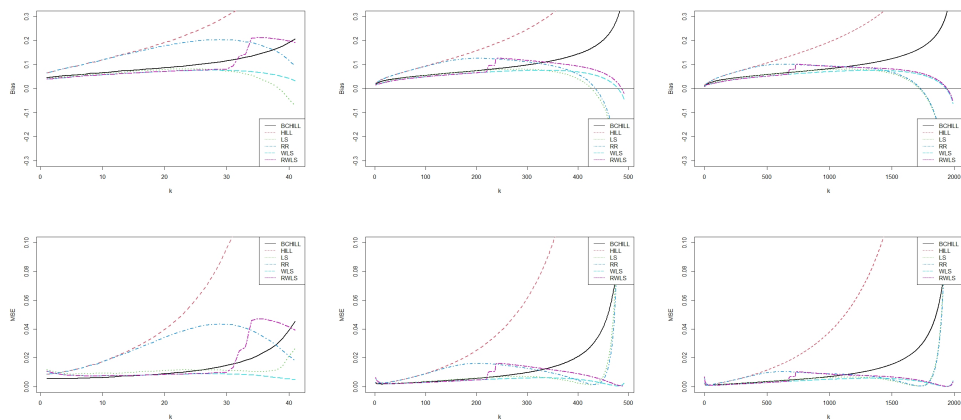 0.3
0.2
0.1
0.0
-0.1
-0.2
-0.3
Bias
0 10 20 30 40
k
BCHILL
HILL
LS
RR
WLS
RWLS
0.3
0.2
0.1
0.0
-0.1
-0.2
-0.3
Bias
0 100 200 300 400 500
k
BCHILL
HILL
LS
RR
WLS
RWLS
0.3
0.2
0.1
0.0
-0.1
-0.2
-0.3
Bias
0 500 1000 1500 2000
k
BCHILL
HILL
LS
RR
WLS
RWLS
0.10
0.08
0.06
0.04
0.02
0.00
MSE
0 10 20 30 40
k
BCHILL
HILL
LS
RR
WLS
RWLS
0.10
0.08
0.06
0.04
0.02
0.00
MSE
0 100 200 300 400 500
k
BCHILL
HILL
LS
RR
WLS
RWLS
0.10
0.08
0.06
0.04
0.02
0.00
MSE
0 500 1000 1500 2000
k
BCHILL
HILL
LS
RR
WLS
RWLS